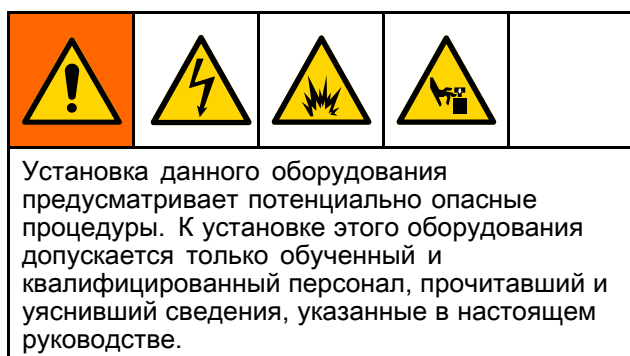 Установка данного оборудования
предусматривает потенциально опасные
процедуры. К установке этого оборудования
допускается только обученный и
квалифицированный персонал, прочитавший и
уяснивший сведения, указанные в настоящем
руководстве.